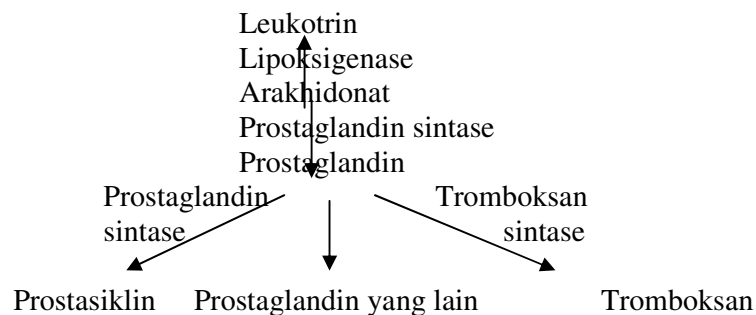 Leukotrin
Lipoksigenase
Arakhidonat
Prostaglandin sintase
Prostaglandin
Prostaglandin Tromboksan
sintase sintase
Prostasiklin Prostaglandin yang lain Tromboksan